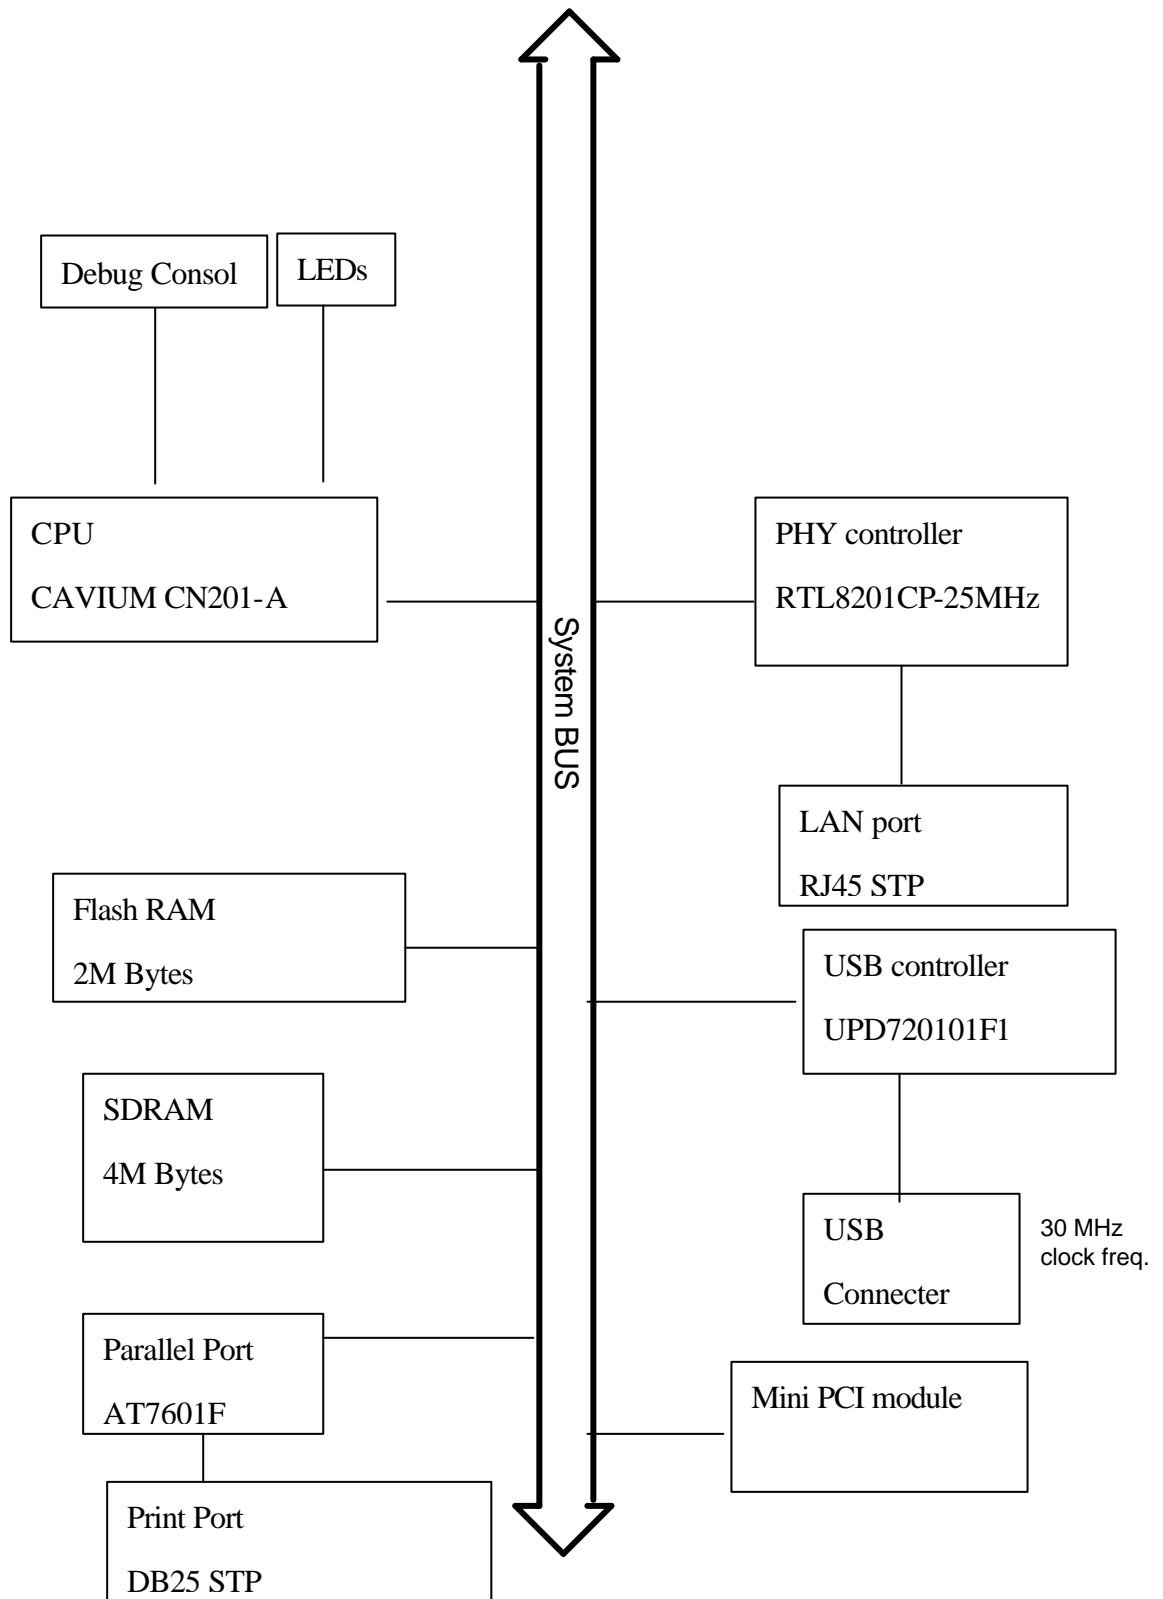 Debug Consol
LEDs
CPU
CAVIUM CN201-A
PHY controller
RTL8201CP-25MHz
System BUS
LAN port
RJ45 STP
Flash RAM
2M Bytes
USB controller
UPD720101F1
SDRAM
4M Bytes
USB
Connecter
30 MHz
clock freq.
Parallel Port
AT7601F
Mini PCI module
Print Port
DB25 STP